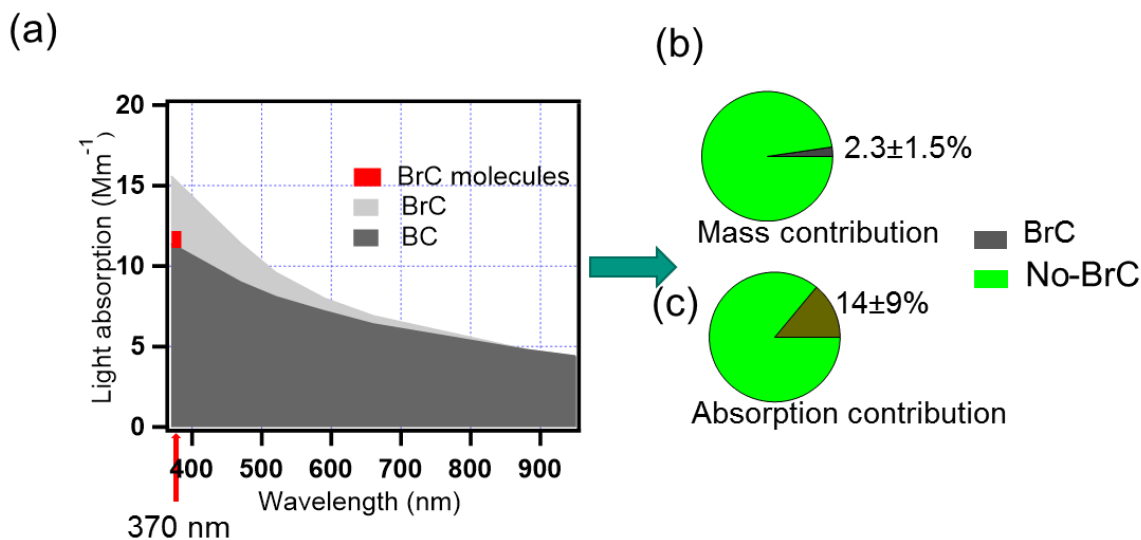 (a)
Light absorption (Mm⁻¹)
20
15
10
5
0
BrC molecules
BrC
BC
400 500 600 700 800 900
Wavelength (nm)
370 nm
(b)
2.3±1.5%
Mass contribution
BrC
No-BrC
(c)
14±9%
Absorption contribution